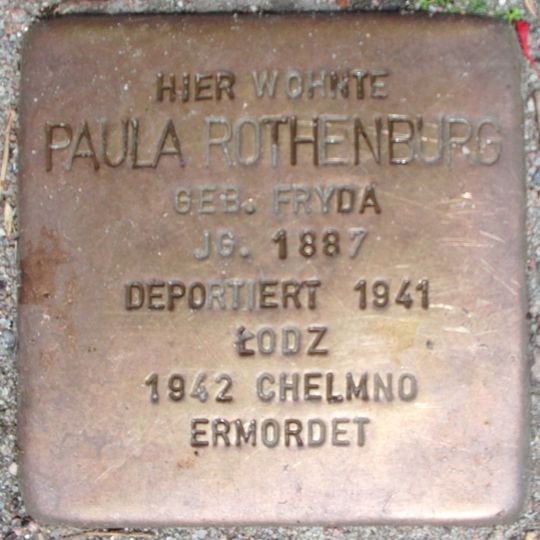 HIER WOHNTE
PAULA ROTHENBURG
GEB. FRYDA
JG. 1887
DEPORTIERT 1941
ŁODZ
1942 CHELMNO
ERMORDET